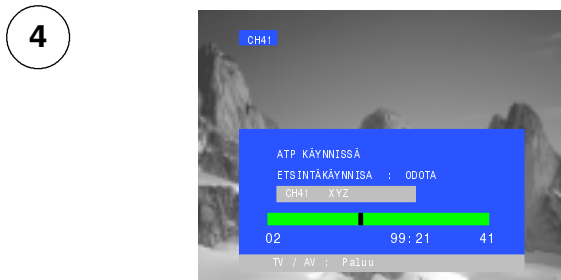 4
CH41
ATP KÄYNNISSÄ
ETSINTÄKÄYNNISA : ODOTA
CH41 XYZ
02 99:21 41
TV / AV : Paluu